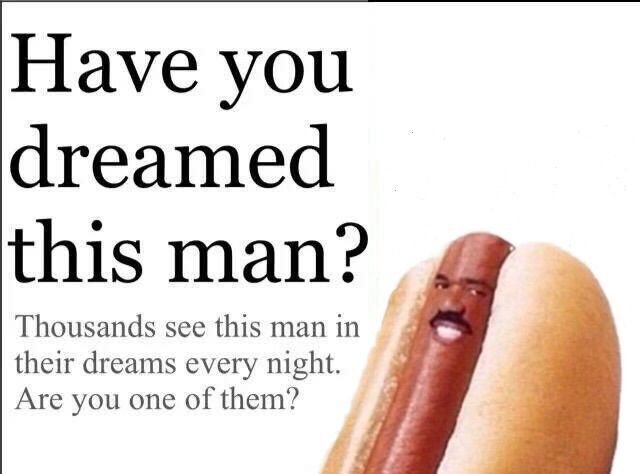 Have you
dreamed
this man?
Thousands see this man in
their dreams every night.
Are you one of them?